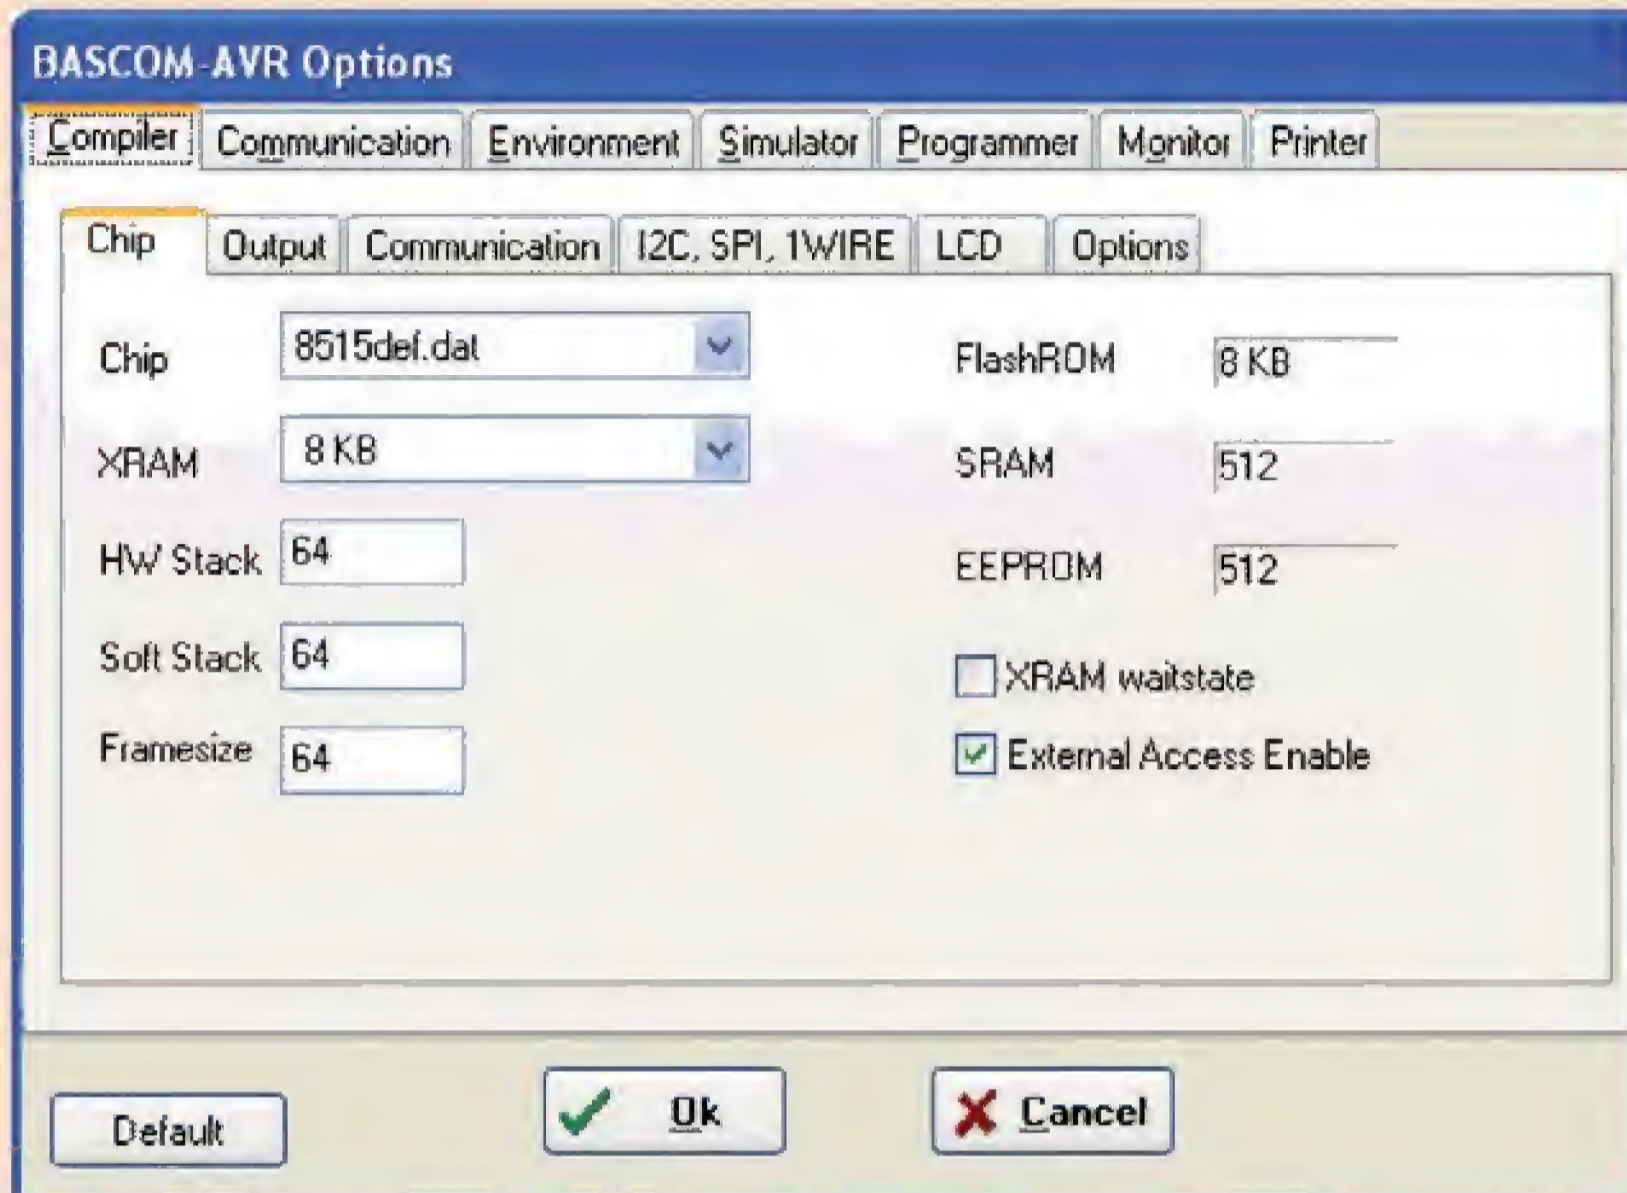 BASCOM-AVR Options
Compiler Communication Environment Simulator Programmer Monitor Printer
Chip Output Communication I2C, SPI, 1WIRE LCD Options
Chip 8515def.dat FlashROM 8 KB
XRAM 8 KB SRAM 512
HW Stack 64 EEPROM 512
Soft Stack 64 XRAM waitstate
Framesize 64 External Access Enable
Default Ok Cancel